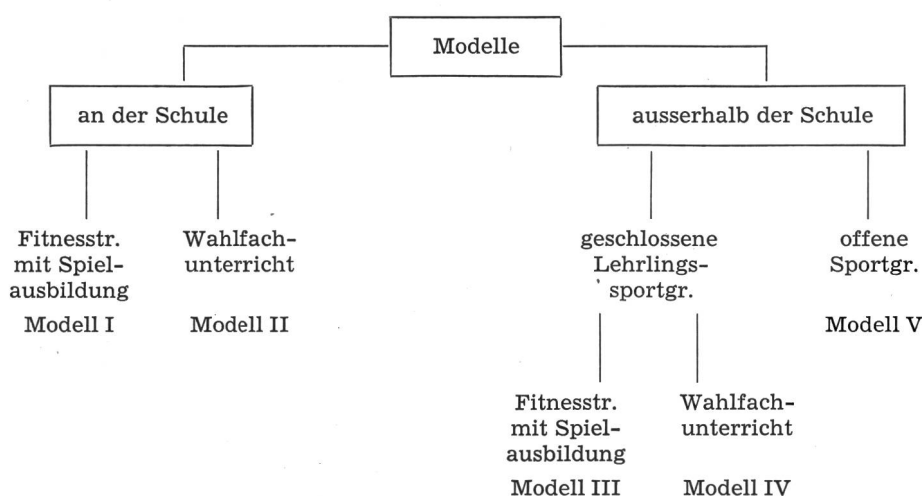 Modelle
an der Schule
ausserhalb der Schule
Fitnesstr.
mit Spiel-
ausbildung
Modell I
Wahlfach-
unterricht
Modell II
geschlossene
Lehrlings-
sportgr.
offene
Sportgr.
Modell V
Fitnesstr.
mit Spiel-
ausbildung
Modell III
Wahlfach-
unterricht
Modell IV